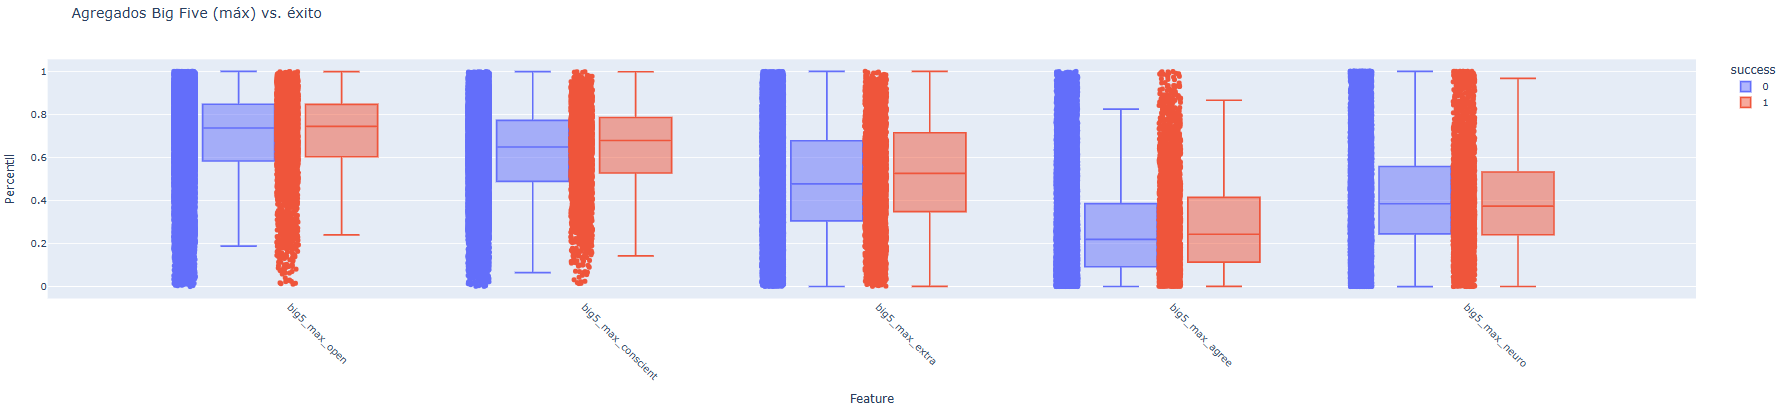 Agregados Big Five (máx) vs. éxito
success
0
1
1
0.8
0.6
0.4
0.2
0
Percentil
big5_max_open
big5_max_conscient
big5_max_extra
big5_max_agree
big5_max_neuro
Feature